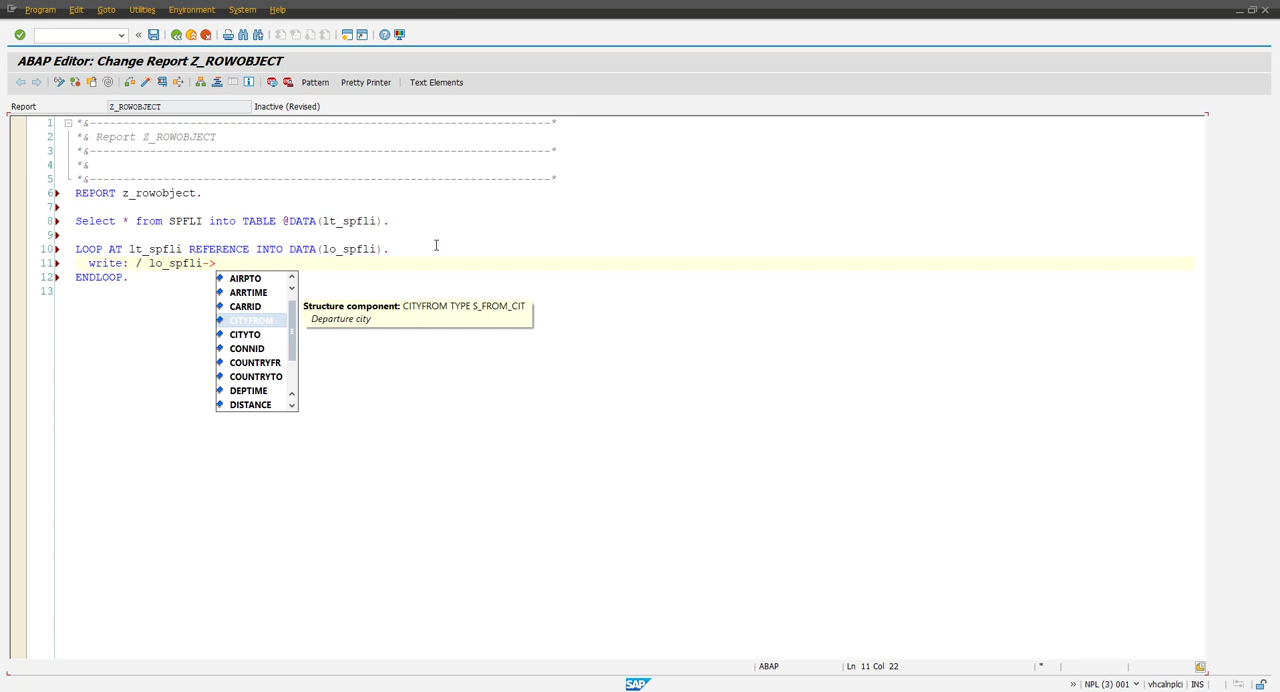 Program Edit Goto Utilities Environment System Help
ABAP Editor: Change Report Z_ROWOBJECT
Pattern Pretty Printer Text Elements
Report Z_ROWOBJECT Inactive (Revised)
1 *&---------------------------------------------------------------------*
2 *& Report Z_ROWOBJECT
3 *&---------------------------------------------------------------------*
4 *&
5 *&---------------------------------------------------------------------*
6 REPORT z_rowobject.
7
8 Select * from SPFLI into TABLE @DATA(lt_spfli).
9
10 LOOP AT lt_spfli REFERENCE INTO DATA(lo_spfli).
11 write: / lo_spfli->
12 ENDLOOP.
13
AIRPTO
ARRTIME
CARRID
CITYFROM
CITYTO
CONNID
COUNTRYFR
COUNTRYTO
DEPTIME
DISTANCE
Structure component: CITYFROM TYPE S_FROM_CIT
Departure city
ABAP Ln 11 Col 22 *
SAP » NPL (3) 001 vhcalnplci INS